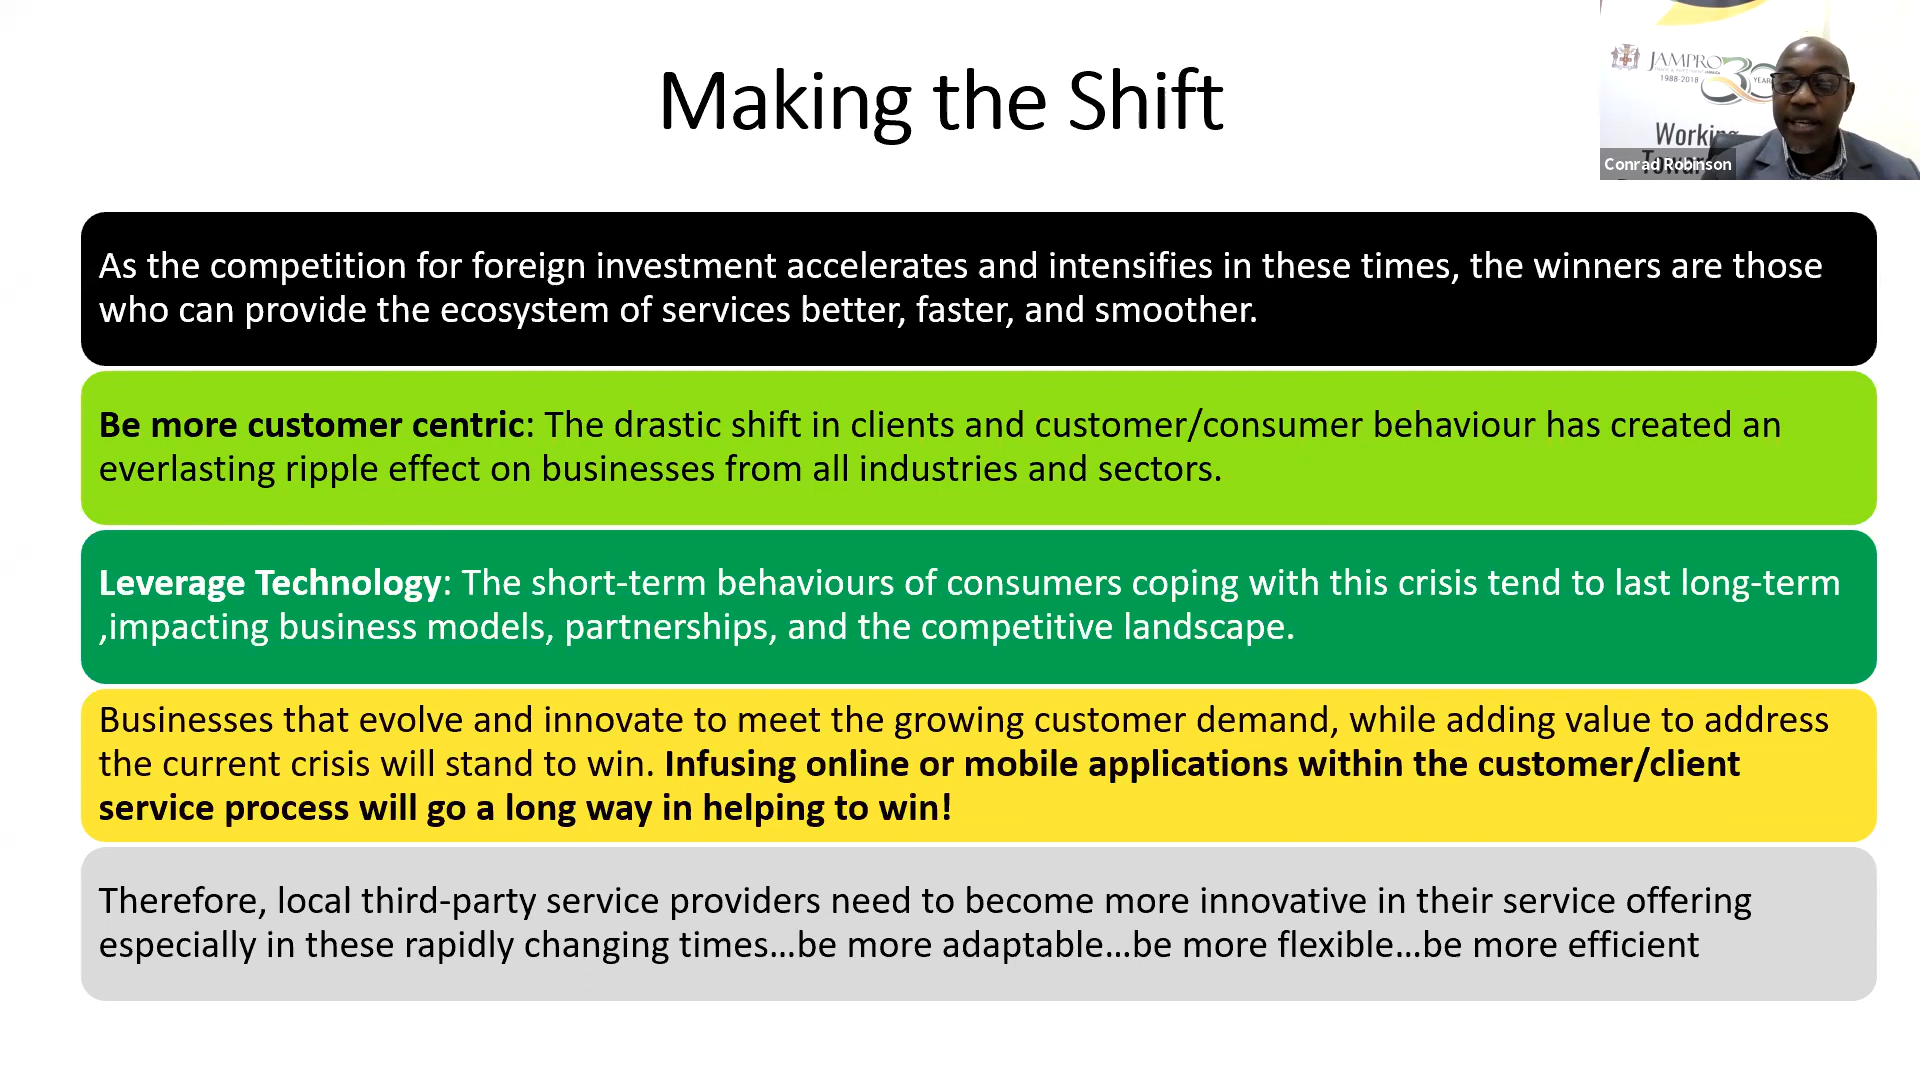 Making the Shift
JAMPRO
1988-2018
YEARS
Working
Conrad Robinson
As the competition for foreign investment accelerates and intensifies in these times, the winners are those
who can provide the ecosystem of services better, faster, and smoother.
Be more customer centric: The drastic shift in clients and customer/consumer behaviour has created an
everlasting ripple effect on businesses from all industries and sectors.
Leverage Technology: The short-term behaviours of consumers coping with this crisis tend to last long-term
,impacting business models, partnerships, and the competitive landscape.
Businesses that evolve and innovate to meet the growing customer demand, while adding value to address
the current crisis will stand to win. Infusing online or mobile applications within the customer/client
service process will go a long way in helping to win!
Therefore, local third-party service providers need to become more innovative in their service offering
especially in these rapidly changing times...be more adaptable...be more flexible...be more efficient